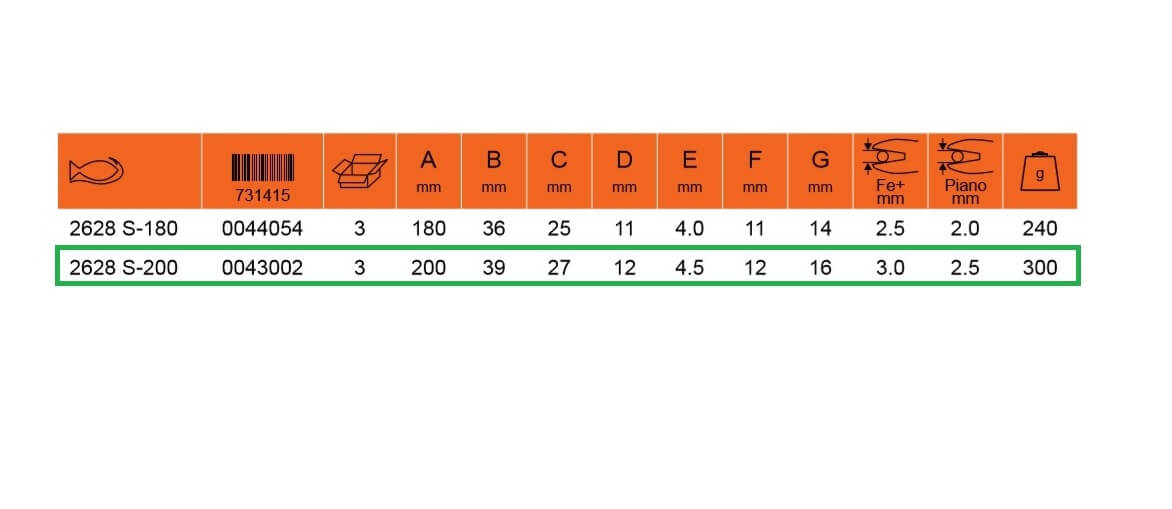 731415 A mm B mm C mm D mm E mm F mm G mm Fe+ mm Piano mm g
2628 S-180 0044054 3 180 36 25 11 4.0 11 14 2.5 2.0 240
2628 S-200 0043002 3 200 39 27 12 4.5 12 16 3.0 2.5 300